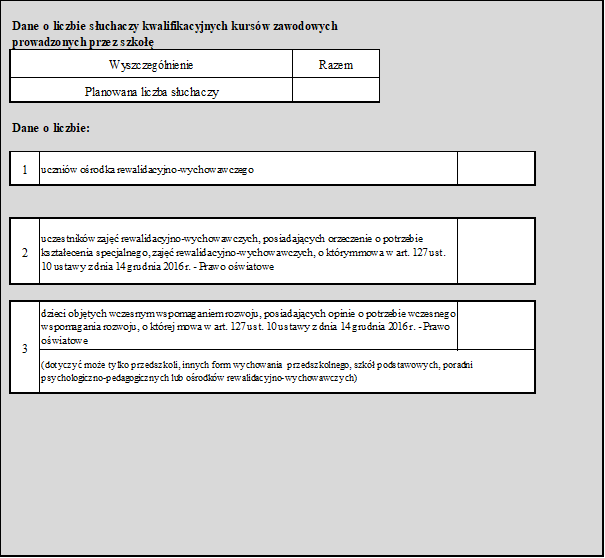 Dane o liczbie słuchaczy kwalifikacyjnych kursów zawodowych
prowadzonych przez szkołę
Wyszczególnienie Razem
Planowana liczba słuchaczy
Dane o liczbie:
1 uczniów ośrodka rewalidacyjno-wychowawczego
uczestników zajęć rewalidacyjno-wychowawczych, posiadających orzeczenie o potrzebie
2 kształecenia specjalnego, zajęć rewalidacyjno-wychowawczych, o którymmowa w art. 127 ust.
10 ustawy z dnia 14 grudnia 2016 r. - Prawo oświatowe
dzieci objętych wczesnym wspomaganiem rozwoju, posiadających opinie o potrzebie wczesnego
wspomagania rozwoju, o której mowa w art. 127 ust. 10 ustawy z dnia 14 grudnia 2016 r. - Prawo
oświatowe
3
(dotyczyć może tylko przedszkoli, innych form wychowania przedszkolnego, szkół podstawowych, poradni
psychologiczno-pedagogicznych lub ośrodków rewalidacyjno-wychowawczych)